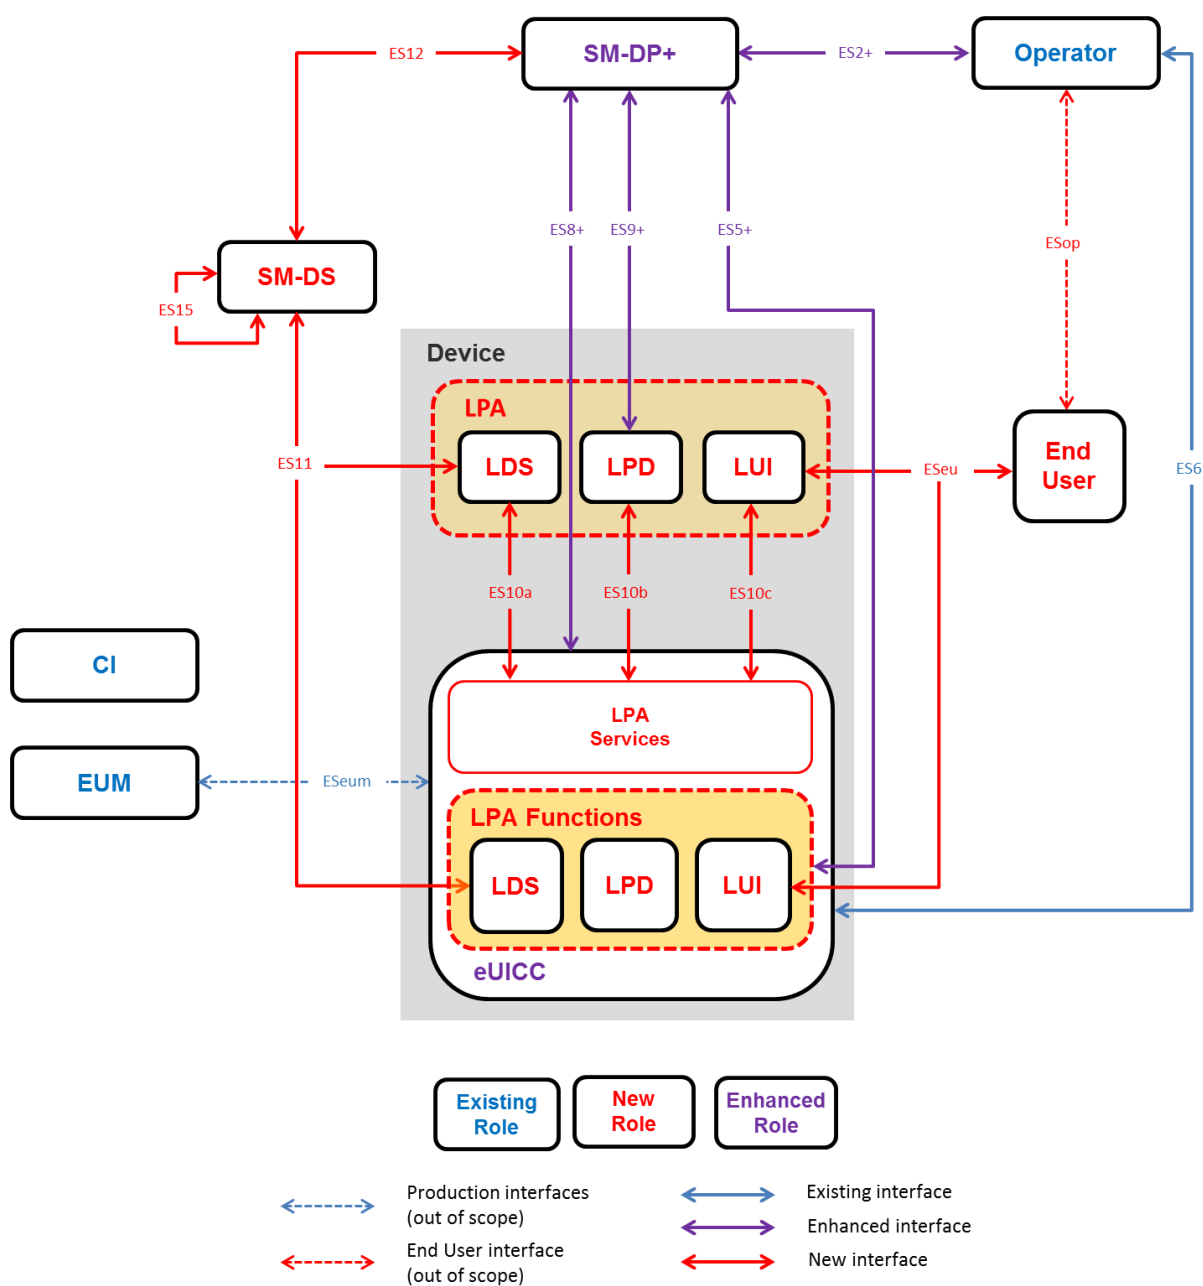 ES12
SM-DP+
ES2+
Operator
ES8+
ES9+
ES5+
ESop
SM-DS
ES15
Device
LPA
LDS
LPD
LUI
ES11
ESeu
End
User
ES6
ES10a
ES10b
ES10c
CI
LPA
Services
EUM
ESeum
LPA Functions
LDS
LPD
LUI
eUICC
Existing
Role
New
Role
Enhanced
Role
Production interfaces
(out of scope)
End User interface
(out of scope)
Existing interface
Enhanced interface
New interface